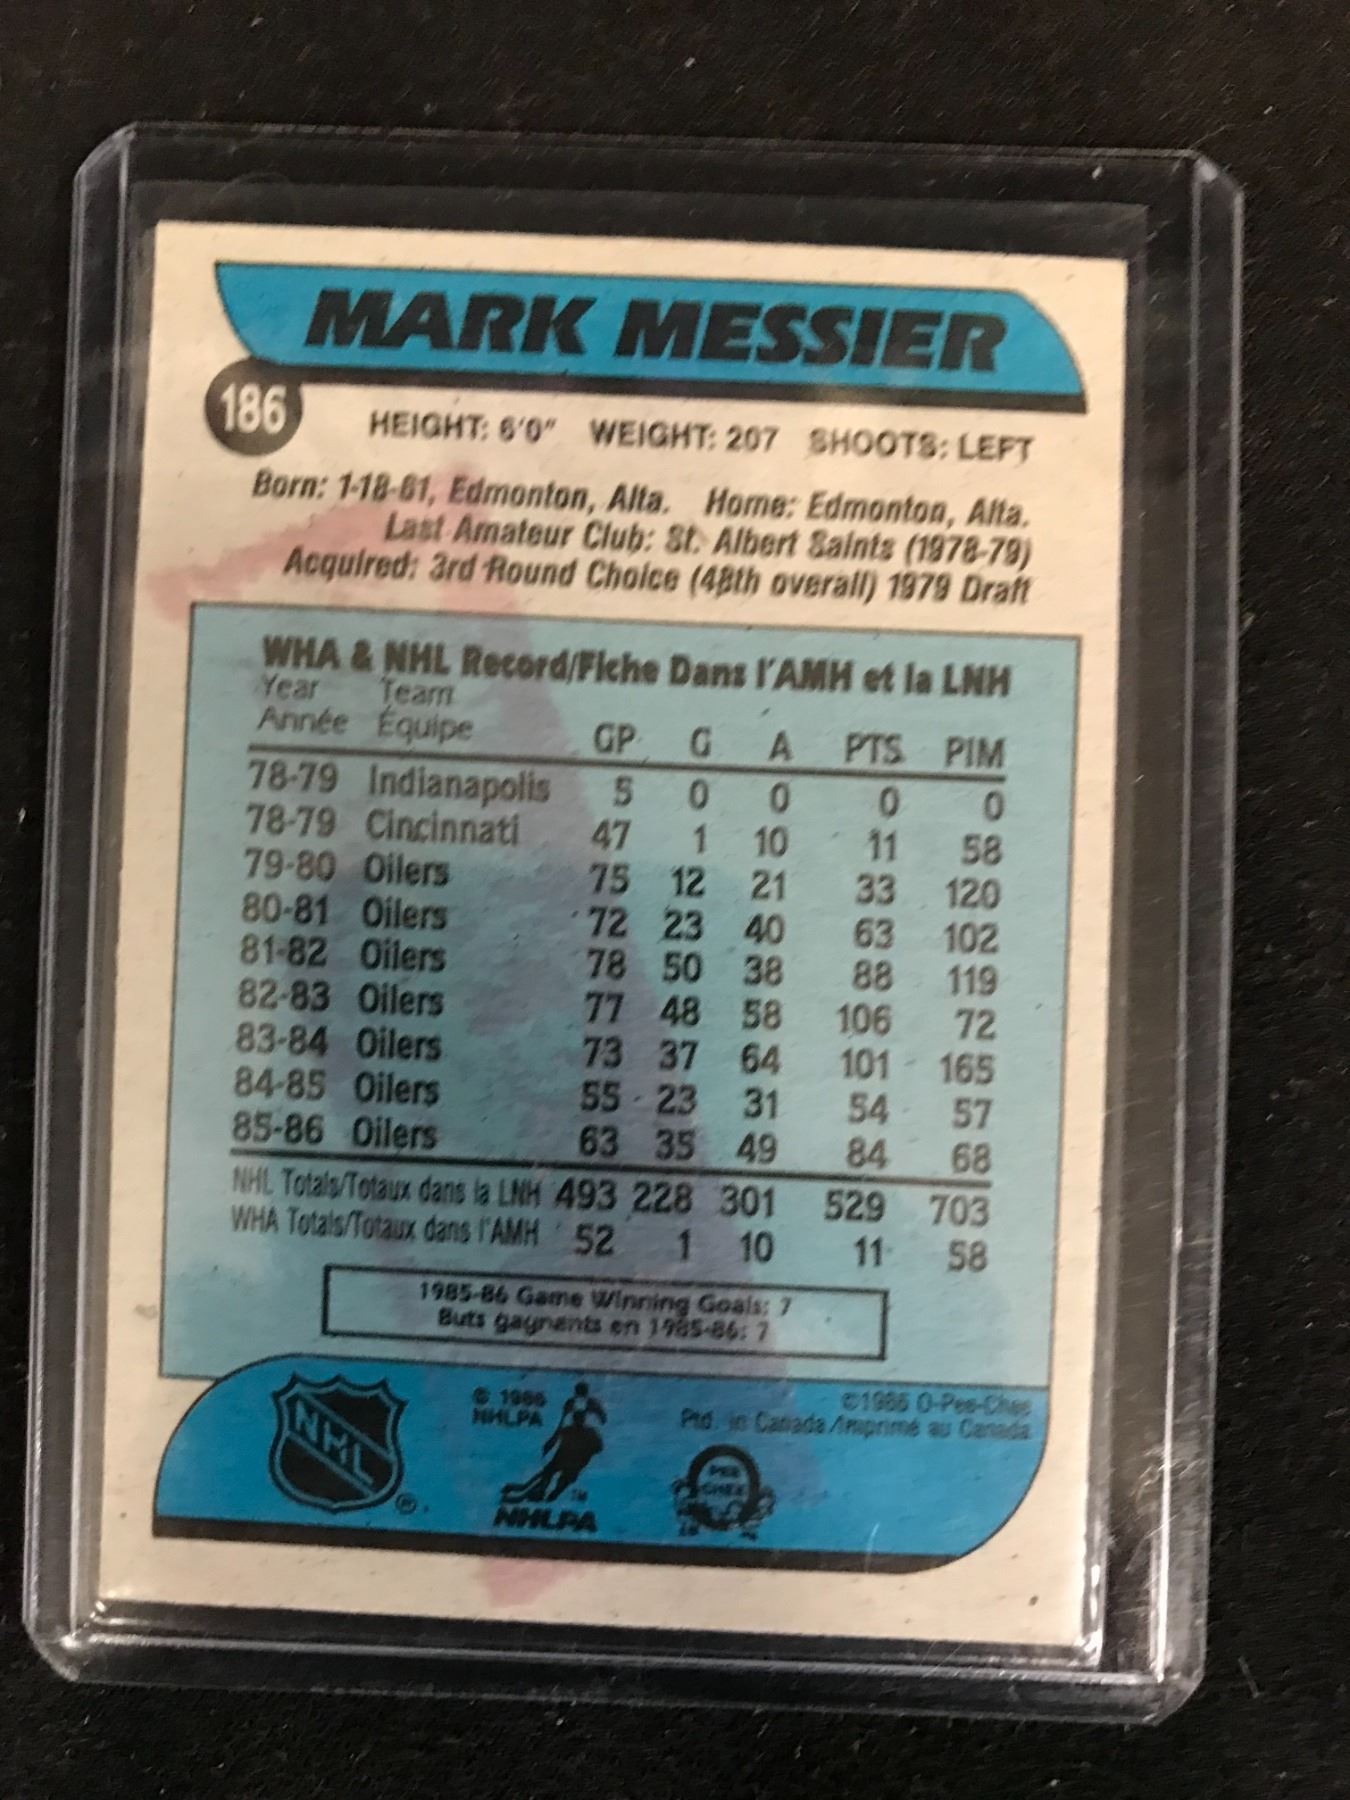 MARK MESSIER
186
HEIGHT: 6'0" WEIGHT: 207 SHOOTS: LEFT
Born: 1-18-61, Edmonton, Alta. Home: Edmonton, Alta.
Last Amateur Club: St. Albert Saints (1978-79)
Acquired: 3rd Round Choice (48th overall) 1979 Draft
WHA & NHL Record/Fiche Dans l'AMH et la LNH
Year Team
Année Équipe GP G A PTS PIM
78-79 Indianapolis 5 0 0 0 0
78-79 Cincinnati 47 1 10 11 58
79-80 Oilers 75 12 21 33 120
80-81 Oilers 72 23 40 63 102
81-82 Oilers 78 50 38 88 119
82-83 Oilers 77 48 58 106 72
83-84 Oilers 73 37 64 101 165
84-85 Oilers 55 23 31 54 57
85-86 Oilers 63 35 49 84 68
NHL Totals/Totaux dans la LNH 493 228 301 529 703
WHA Totals/Totaux dans l'AMH 52 1 10 11 58
1985-86 Game Winning Goals: 7
Buts gagnants en 1985-86: 7
NHL
®
© 1986
NHLPA
™
NHLPA
©1986 O-Pee-Chee
Ptd. in Canada/Imprimé au Canada
PEE
CHEE